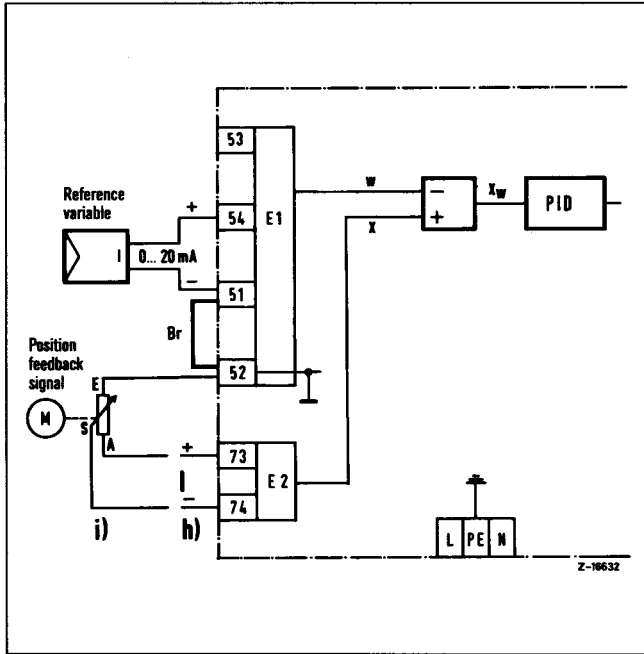 53
Reference
variable
+
54
E1
w
−
x_w
PID
I
0... 20 mA
+
x
−
51
Br
Position
feedback
signal
E
52
M
S
A
+
73
I
E2
−
74
i)
h)
L PE N
Z-16632